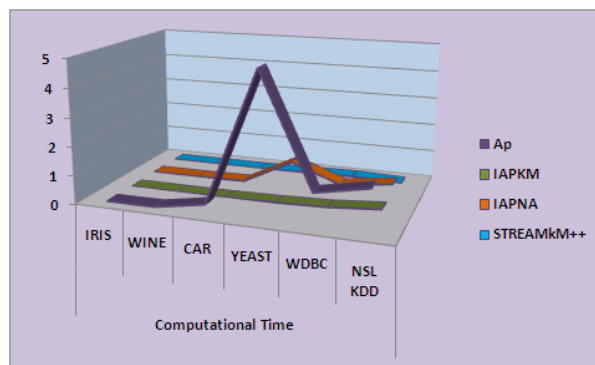 5
4
3
2
1
0
IRIS
WINE
CAR
YEAST
WDBC
NSL
KDD
Computational Time
Ap
IAPKM
IAPNA
STREAMkM++